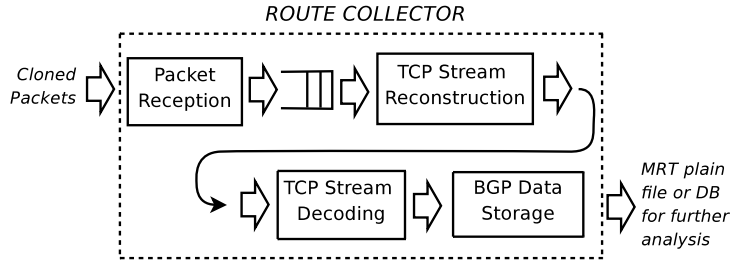 ROUTE COLLECTOR
Cloned
Packets
Packet
Reception
TCP Stream
Reconstruction
TCP Stream
Decoding
BGP Data
Storage
MRT plain
file or DB
for further
analysis